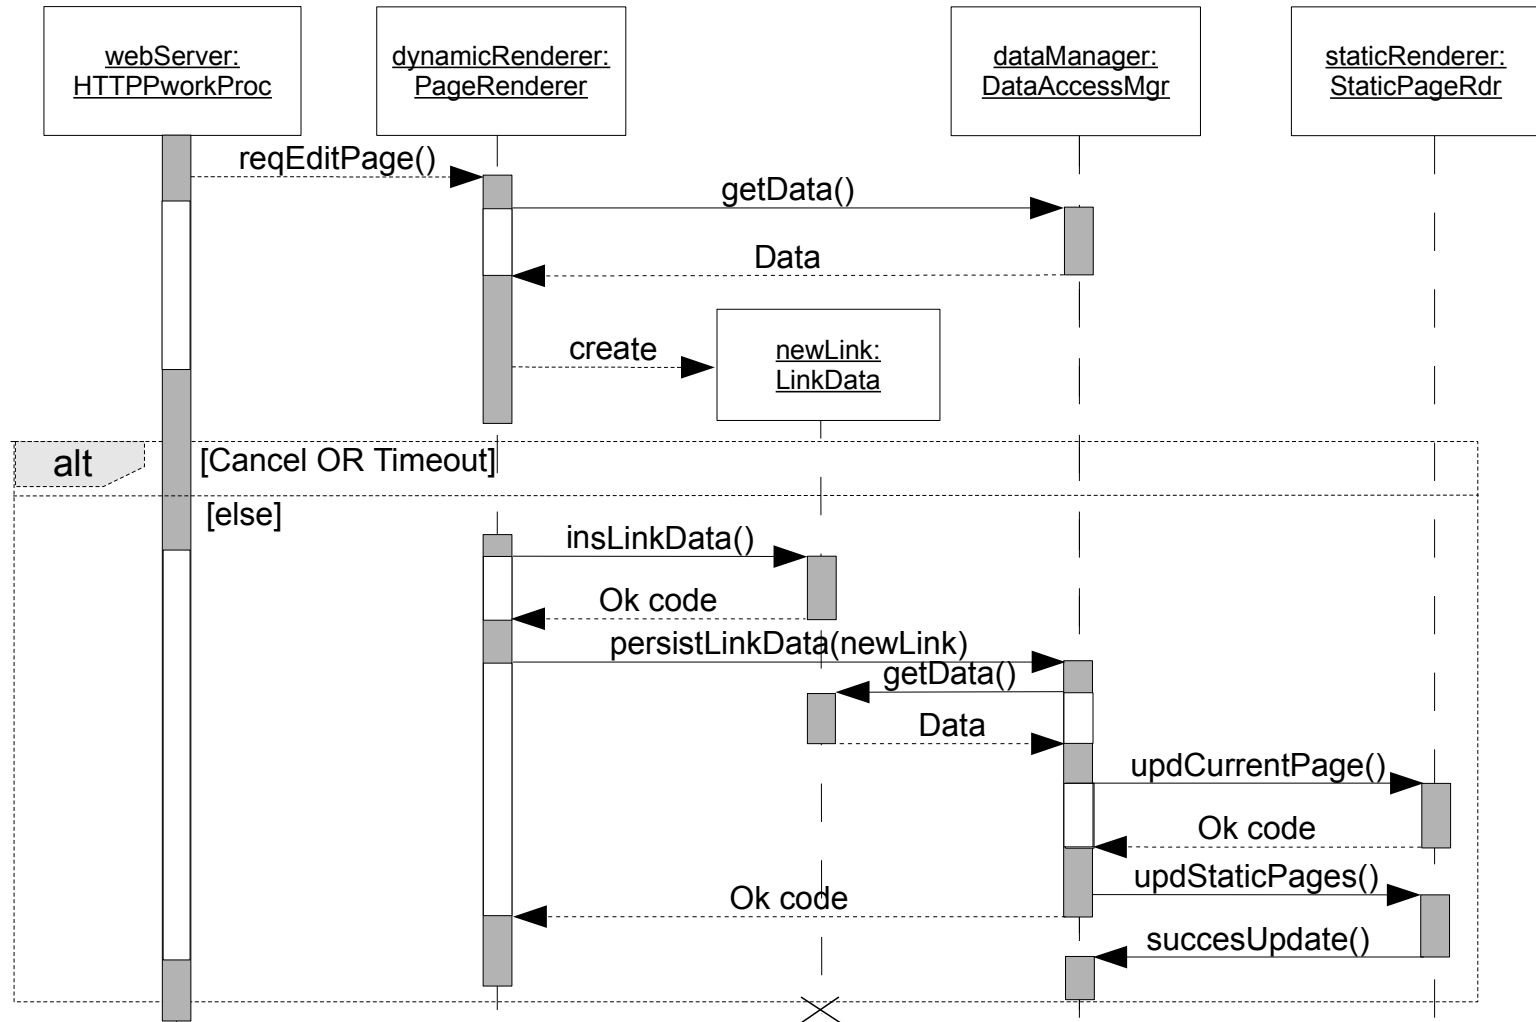 webServer:
HTTPPworkProc
dynamicRenderer:
PageRenderer
dataManager:
DataAccessMgr
staticRenderer:
StaticPageRdr
reqEditPage()
getData()
Data
create
newLink:
LinkData
alt
[Cancel OR Timeout]
[else]
insLinkData()
Ok code
persistLinkData(newLink)
getData()
Data
updCurrentPage()
Ok code
updStaticPages()
Ok code
succesUpdate()